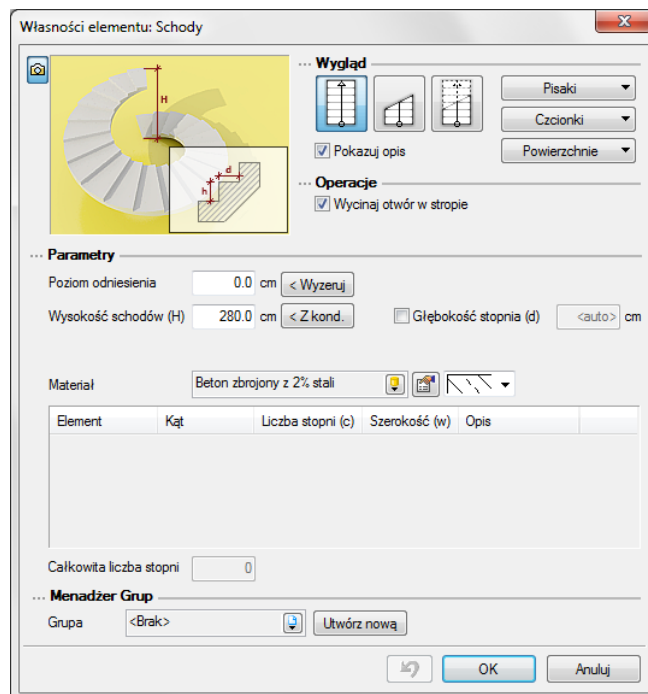 Własności elementu: Schody
H
d
h
Wygląd
Pisaki
Czcionki
Pokazuj opis
Powierzchnie
Operacje
Wycinaj otwór w stropie
Parametry
Poziom odniesienia 0.0 cm < Wyzeruj
Wysokość schodów (H) 280.0 cm < Z kond. Głębokość stopnia (d) <auto> cm
Materiał Beton zbrojony z 2% stali
Element Kąt Liczba stopni (c) Szerokość (w) Opis
Całkowita liczba stopni 0
Menadżer Grup
Grupa <Brak> Utwórz nową
OK Anuluj